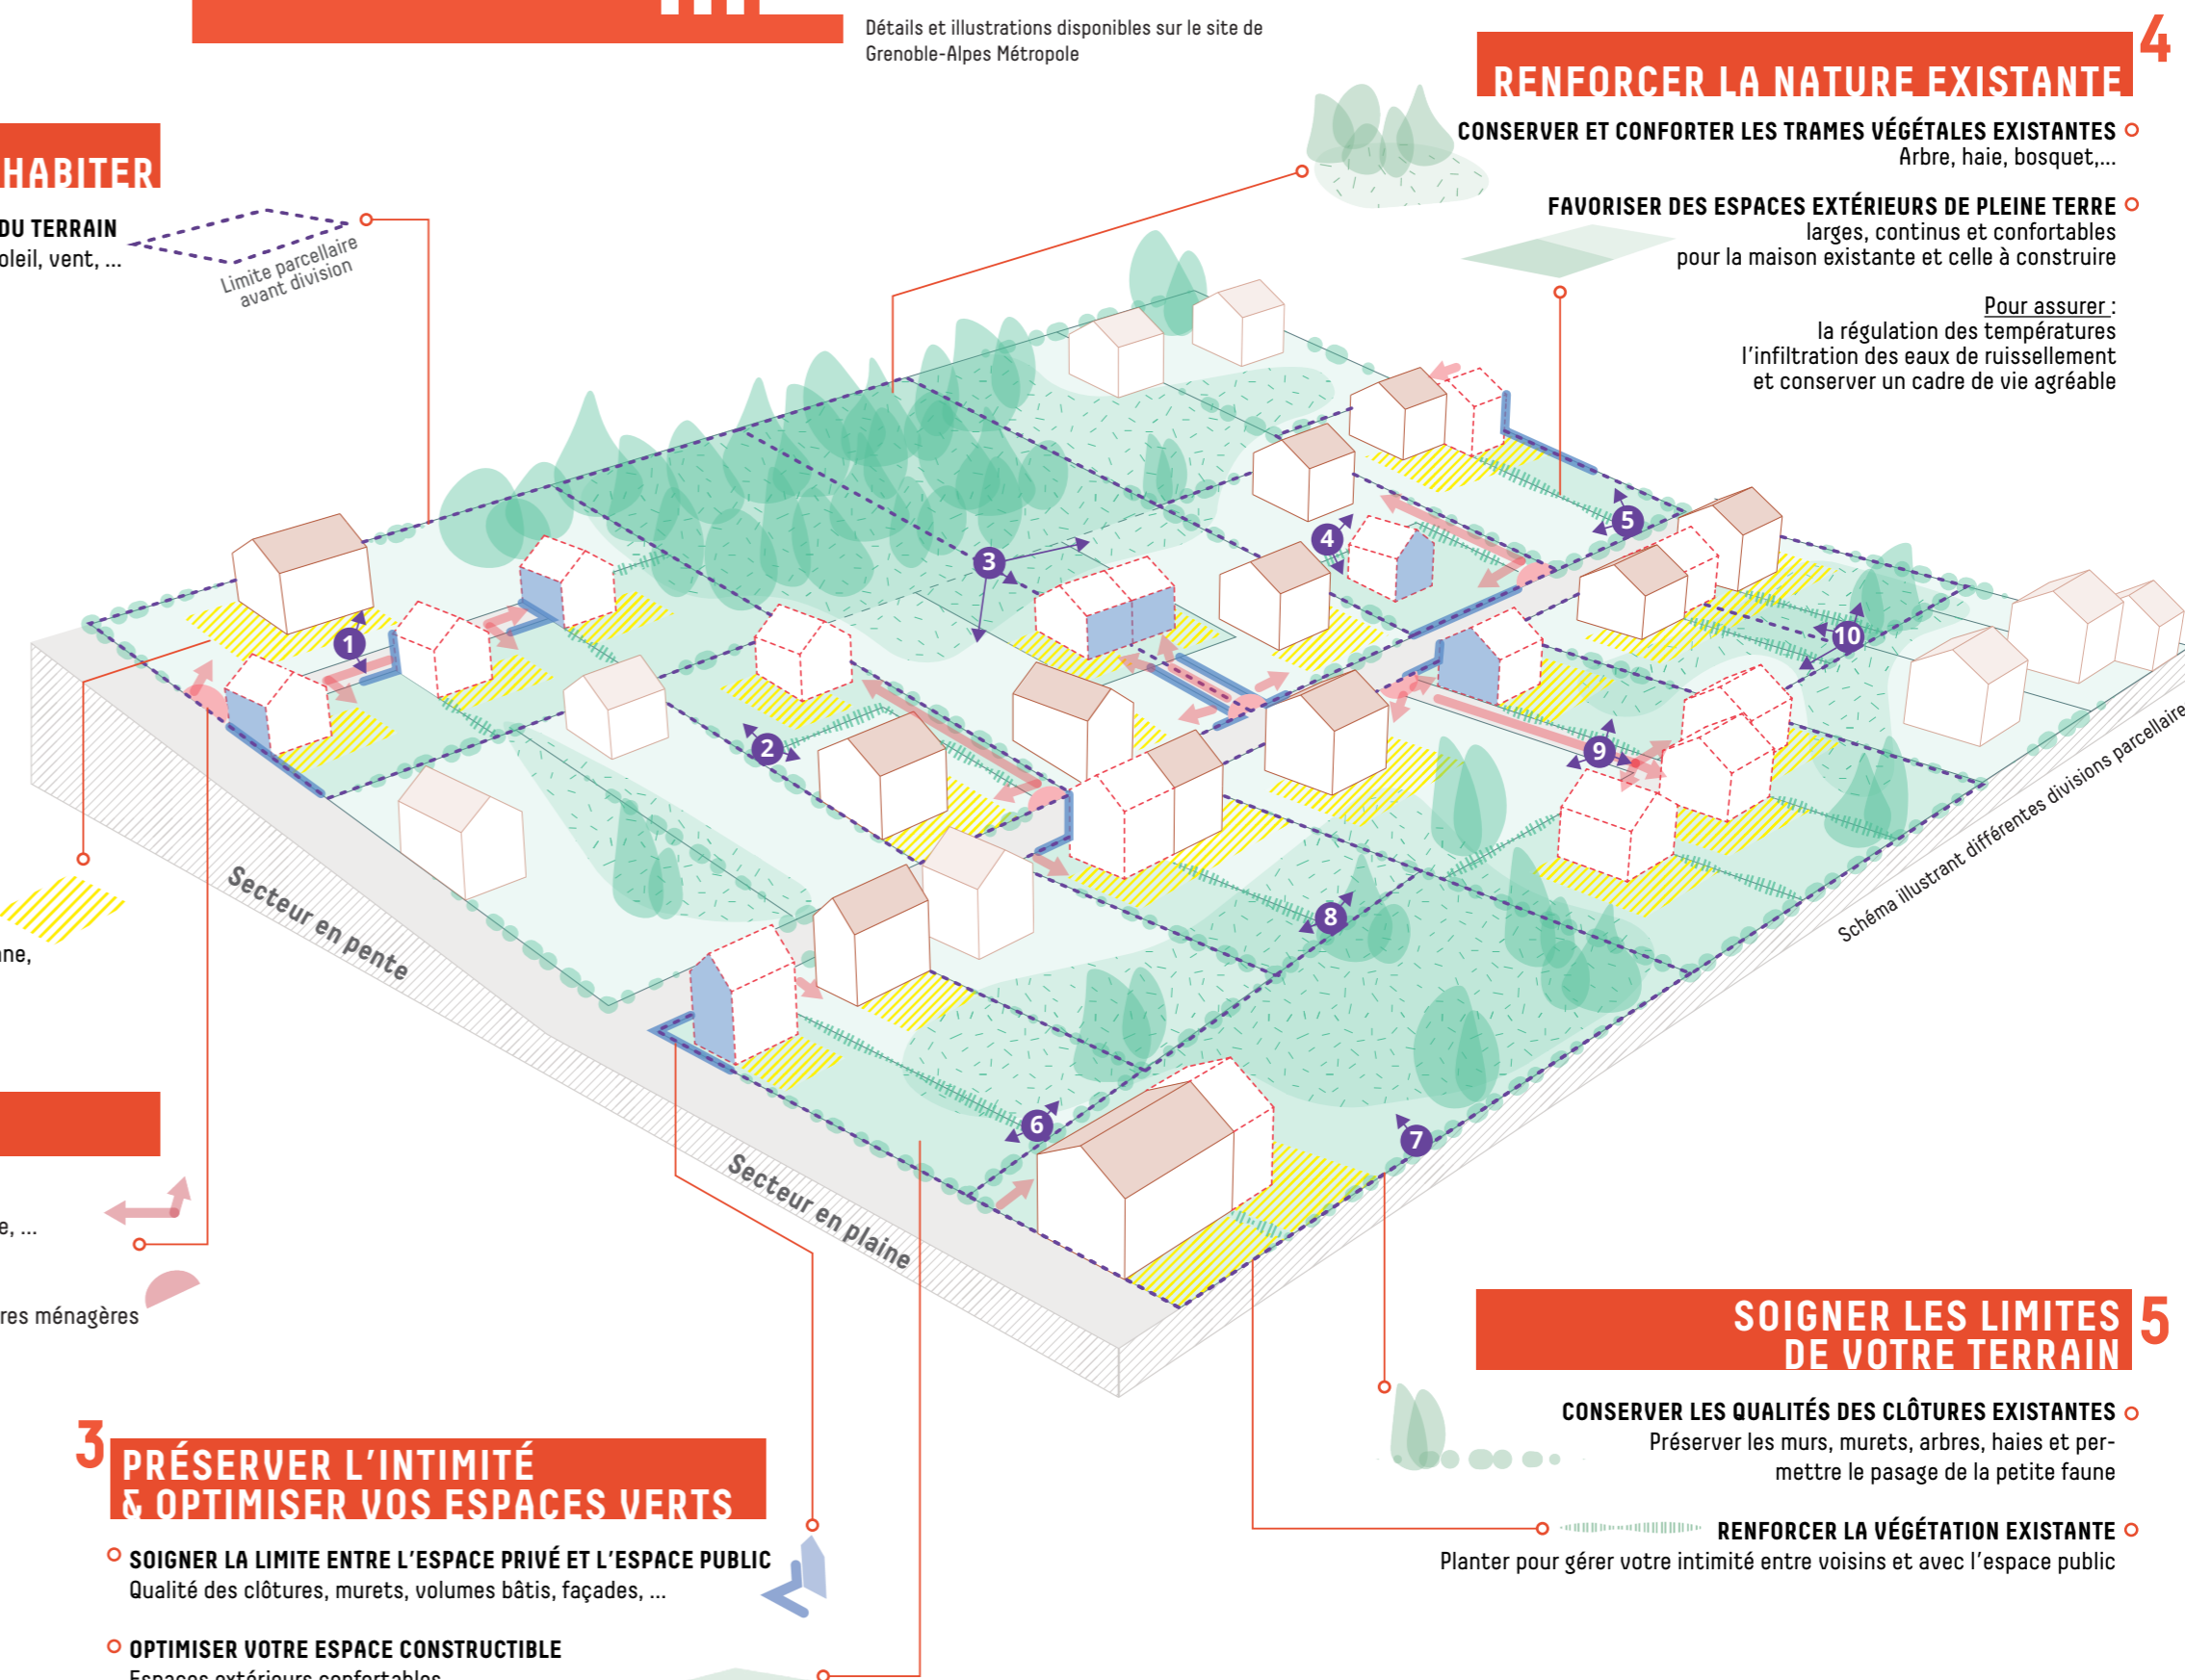 Détails et illustrations disponibles sur le site de
Grenoble-Alpes Métropole
HABITER
DU TERRAIN
oleil, vent, ...
Limite parcellaire
avant division
4
RENFORCER LA NATURE EXISTANTE
CONSERVER ET CONFORTER LES TRAMES VÉGÉTALES EXISTANTES
Arbre, haie, bosquet,...
FAVORISER DES ESPACES EXTÉRIEURS DE PLEINE TERRE
larges, continus et confortables
pour la maison existante et celle à construire
Pour assurer :
la régulation des températures
l'infiltration des eaux de ruissellement
et conserver un cadre de vie agréable
1
2
3
4
5
6
7
8
9
10
Secteur en pente
Secteur en plaine
Schéma illustrant différentes divisions parcellaire
ne,
e, ...
res ménagères
3
PRÉSERVER L'INTIMITÉ
& OPTIMISER VOS ESPACES VERTS
SOIGNER LA LIMITE ENTRE L'ESPACE PRIVÉ ET L'ESPACE PUBLIC
Qualité des clôtures, murets, volumes bâtis, façades, ...
OPTIMISER VOTRE ESPACE CONSTRUCTIBLE
Espaces extérieurs confortables
5
SOIGNER LES LIMITES
DE VOTRE TERRAIN
CONSERVER LES QUALITÉS DES CLÔTURES EXISTANTES
Préserver les murs, murets, arbres, haies et per-
mettre le pasage de la petite faune
RENFORCER LA VÉGÉTATION EXISTANTE
Planter pour gérer votre intimité entre voisins et avec l'espace public